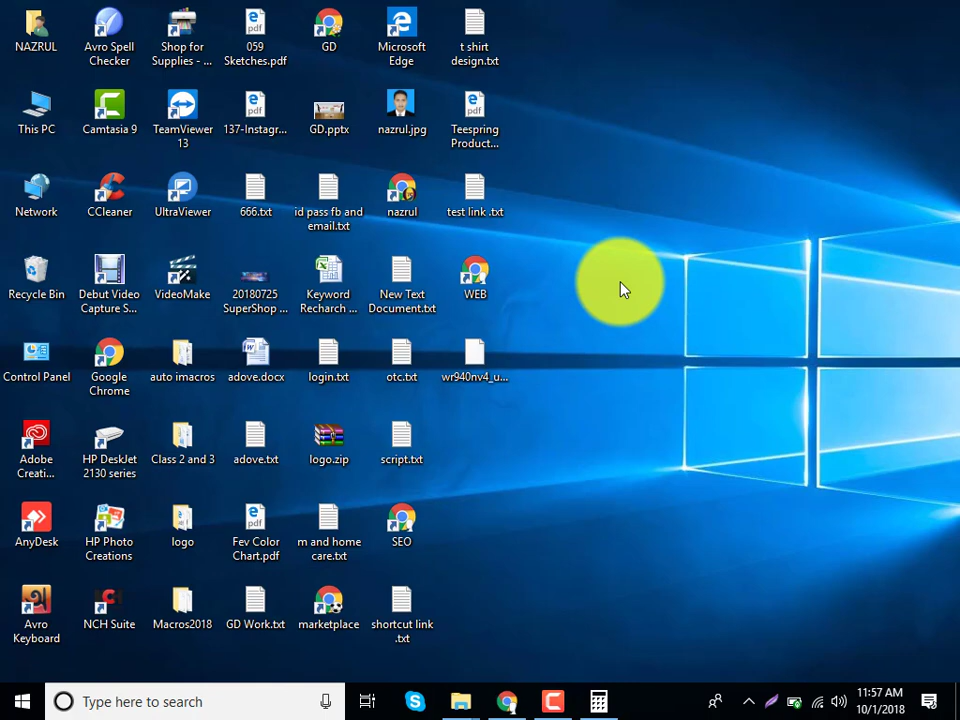 NAZRUL
Avro Spell
Checker
Shop for
Supplies - ...
059
Sketches.pdf
GD
Microsoft
Edge
t shirt
design.txt
This PC
Camtasia 9
TeamViewer
13
137-Instagr...
GD.pptx
nazrul.jpg
Teespring
Product...
Network
CCleaner
UltraViewer
666.txt
id pass fb and
email.txt
nazrul
test link .txt
Recycle Bin
Debut Video
Capture S...
VideoMake
20180725
SuperShop ...
Keyword
Recharch ...
New Text
Document.txt
WEB
Control Panel
Google
Chrome
auto imacros
adove.docx
login.txt
otc.txt
wr940nv4_u...
Adobe
Creati...
HP DeskJet
2130 series
Class 2 and 3
adove.txt
logo.zip
script.txt
AnyDesk
HP Photo
Creations
logo
Fev Color
Chart.pdf
m and home
care.txt
SEO
Avro
Keyboard
NCH Suite
Macros2018
GD Work.txt
marketplace
shortcut link
.txt
Type here to search
11:57 AM
10/1/2018